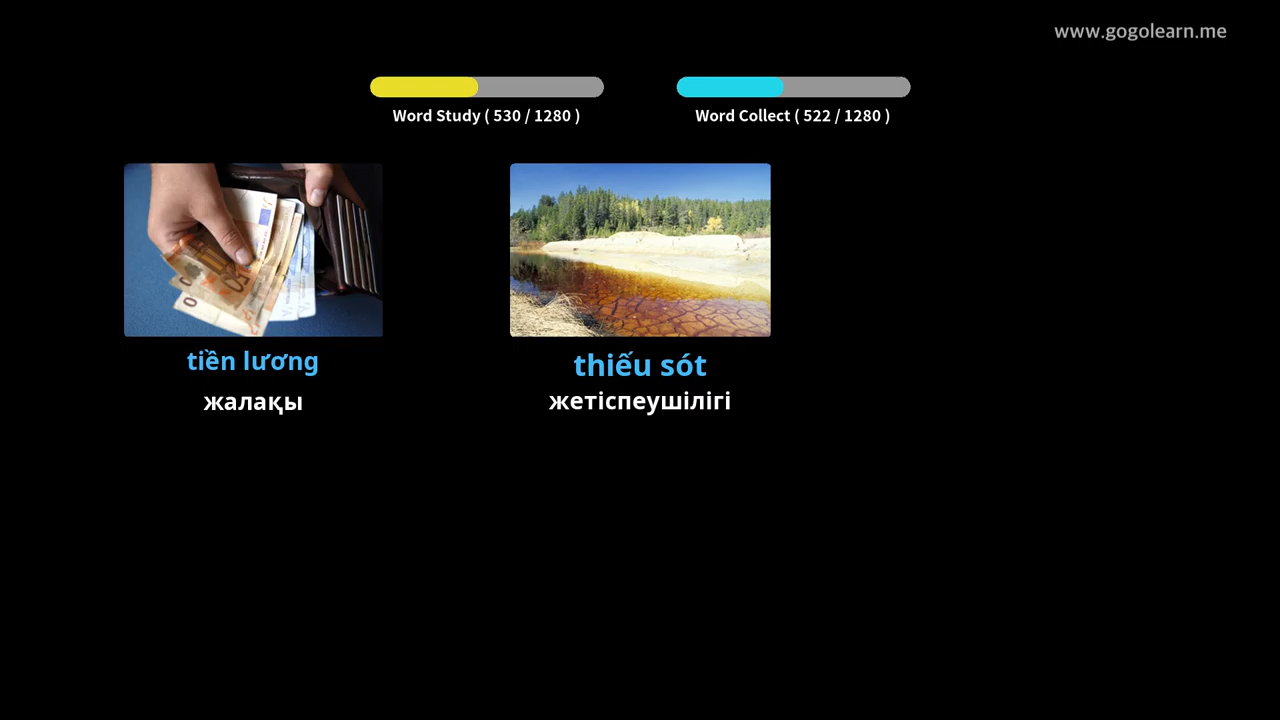 www.gogolearn.me
Word Study ( 530 / 1280 )
Word Collect ( 522 / 1280 )
tiền lương
жалақы
thiếu sót
жетіспеушілігі